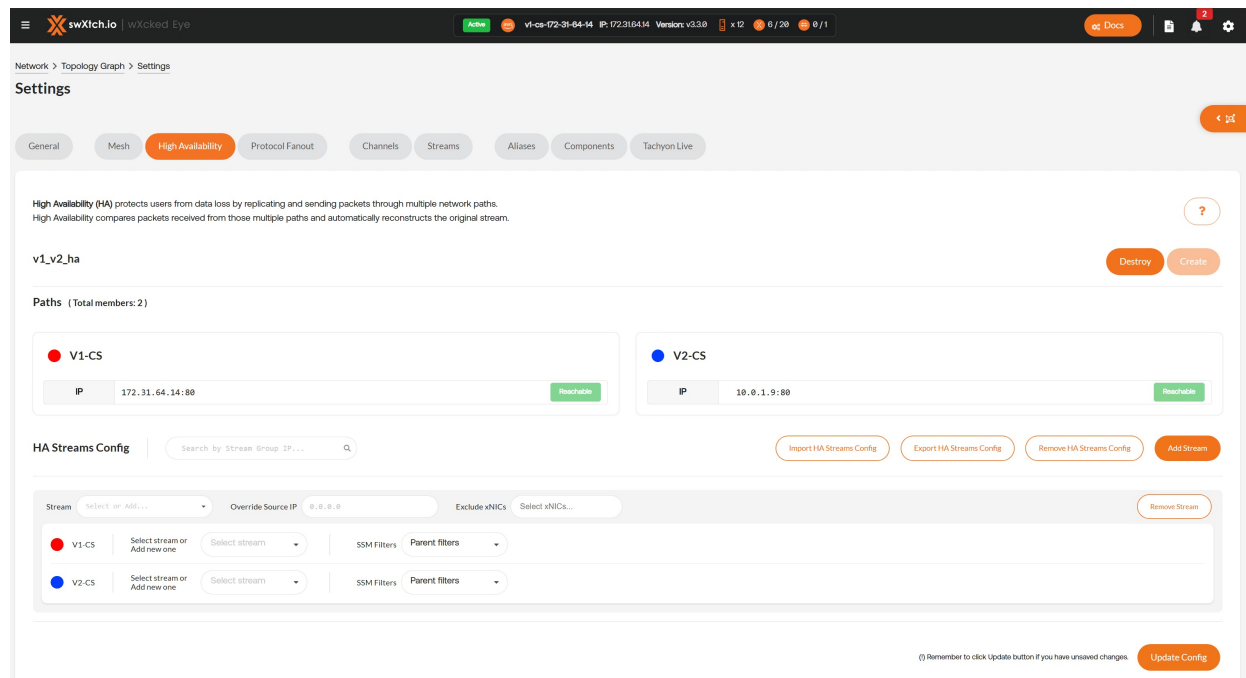 swXtch.io | wXcked Eye
Active v1-cs-172-31-64-14 IP: 172.31.64.14 Version: v3.3.0 x 12 6 / 20 0 / 1
Docs
2
Network > Topology Graph > Settings
Settings
General Mesh High Availability Protocol Fanout Channels Streams Aliases Components Tachyon Live
High Availability (HA) protects users from data loss by replicating and sending packets through multiple network paths.
High Availability compares packets received from those multiple paths and automatically reconstructs the original stream.
?
v1_v2_ha
Destroy Create
Paths ( Total members: 2 )
V1-CS
IP 172.31.64.14:80 Reachable
V2-CS
IP 10.0.1.9:80 Reachable
HA Streams Config Search by Stream Group IP... Import HA Streams Config Export HA Streams Config Remove HA Streams Config Add Stream
Stream Select or Add... Override Source IP 0.0.0.0 Exclude xNICs Select xNICs... Remove Stream
V1-CS Select stream or
Add new one Select stream SSM Filters Parent filters
V2-CS Select stream or
Add new one Select stream SSM Filters Parent filters
(!) Remember to click Update button if you have unsaved changes. Update Config